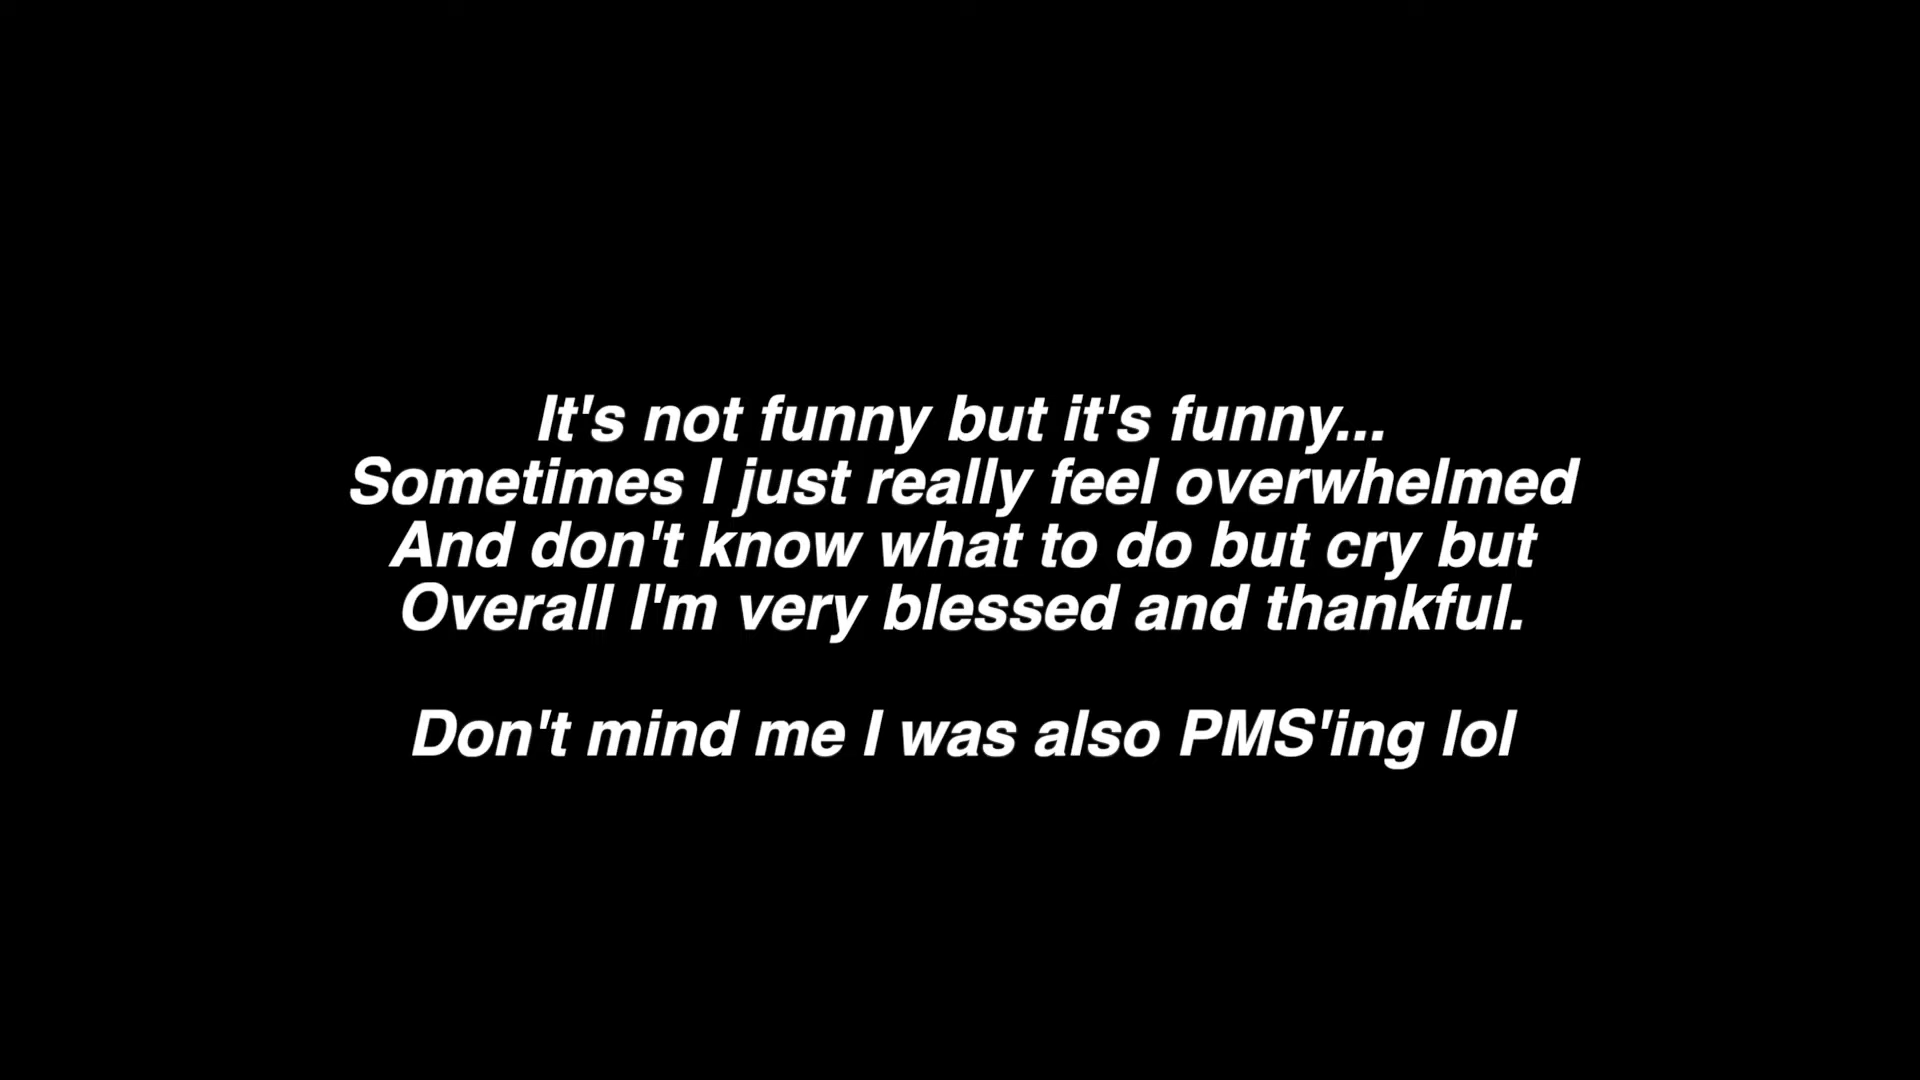 It's not funny but it's funny...
Sometimes I just really feel overwhelmed
And don't know what to do but cry but
Overall I'm very blessed and thankful.
Don't mind me I was also PMS'ing lol